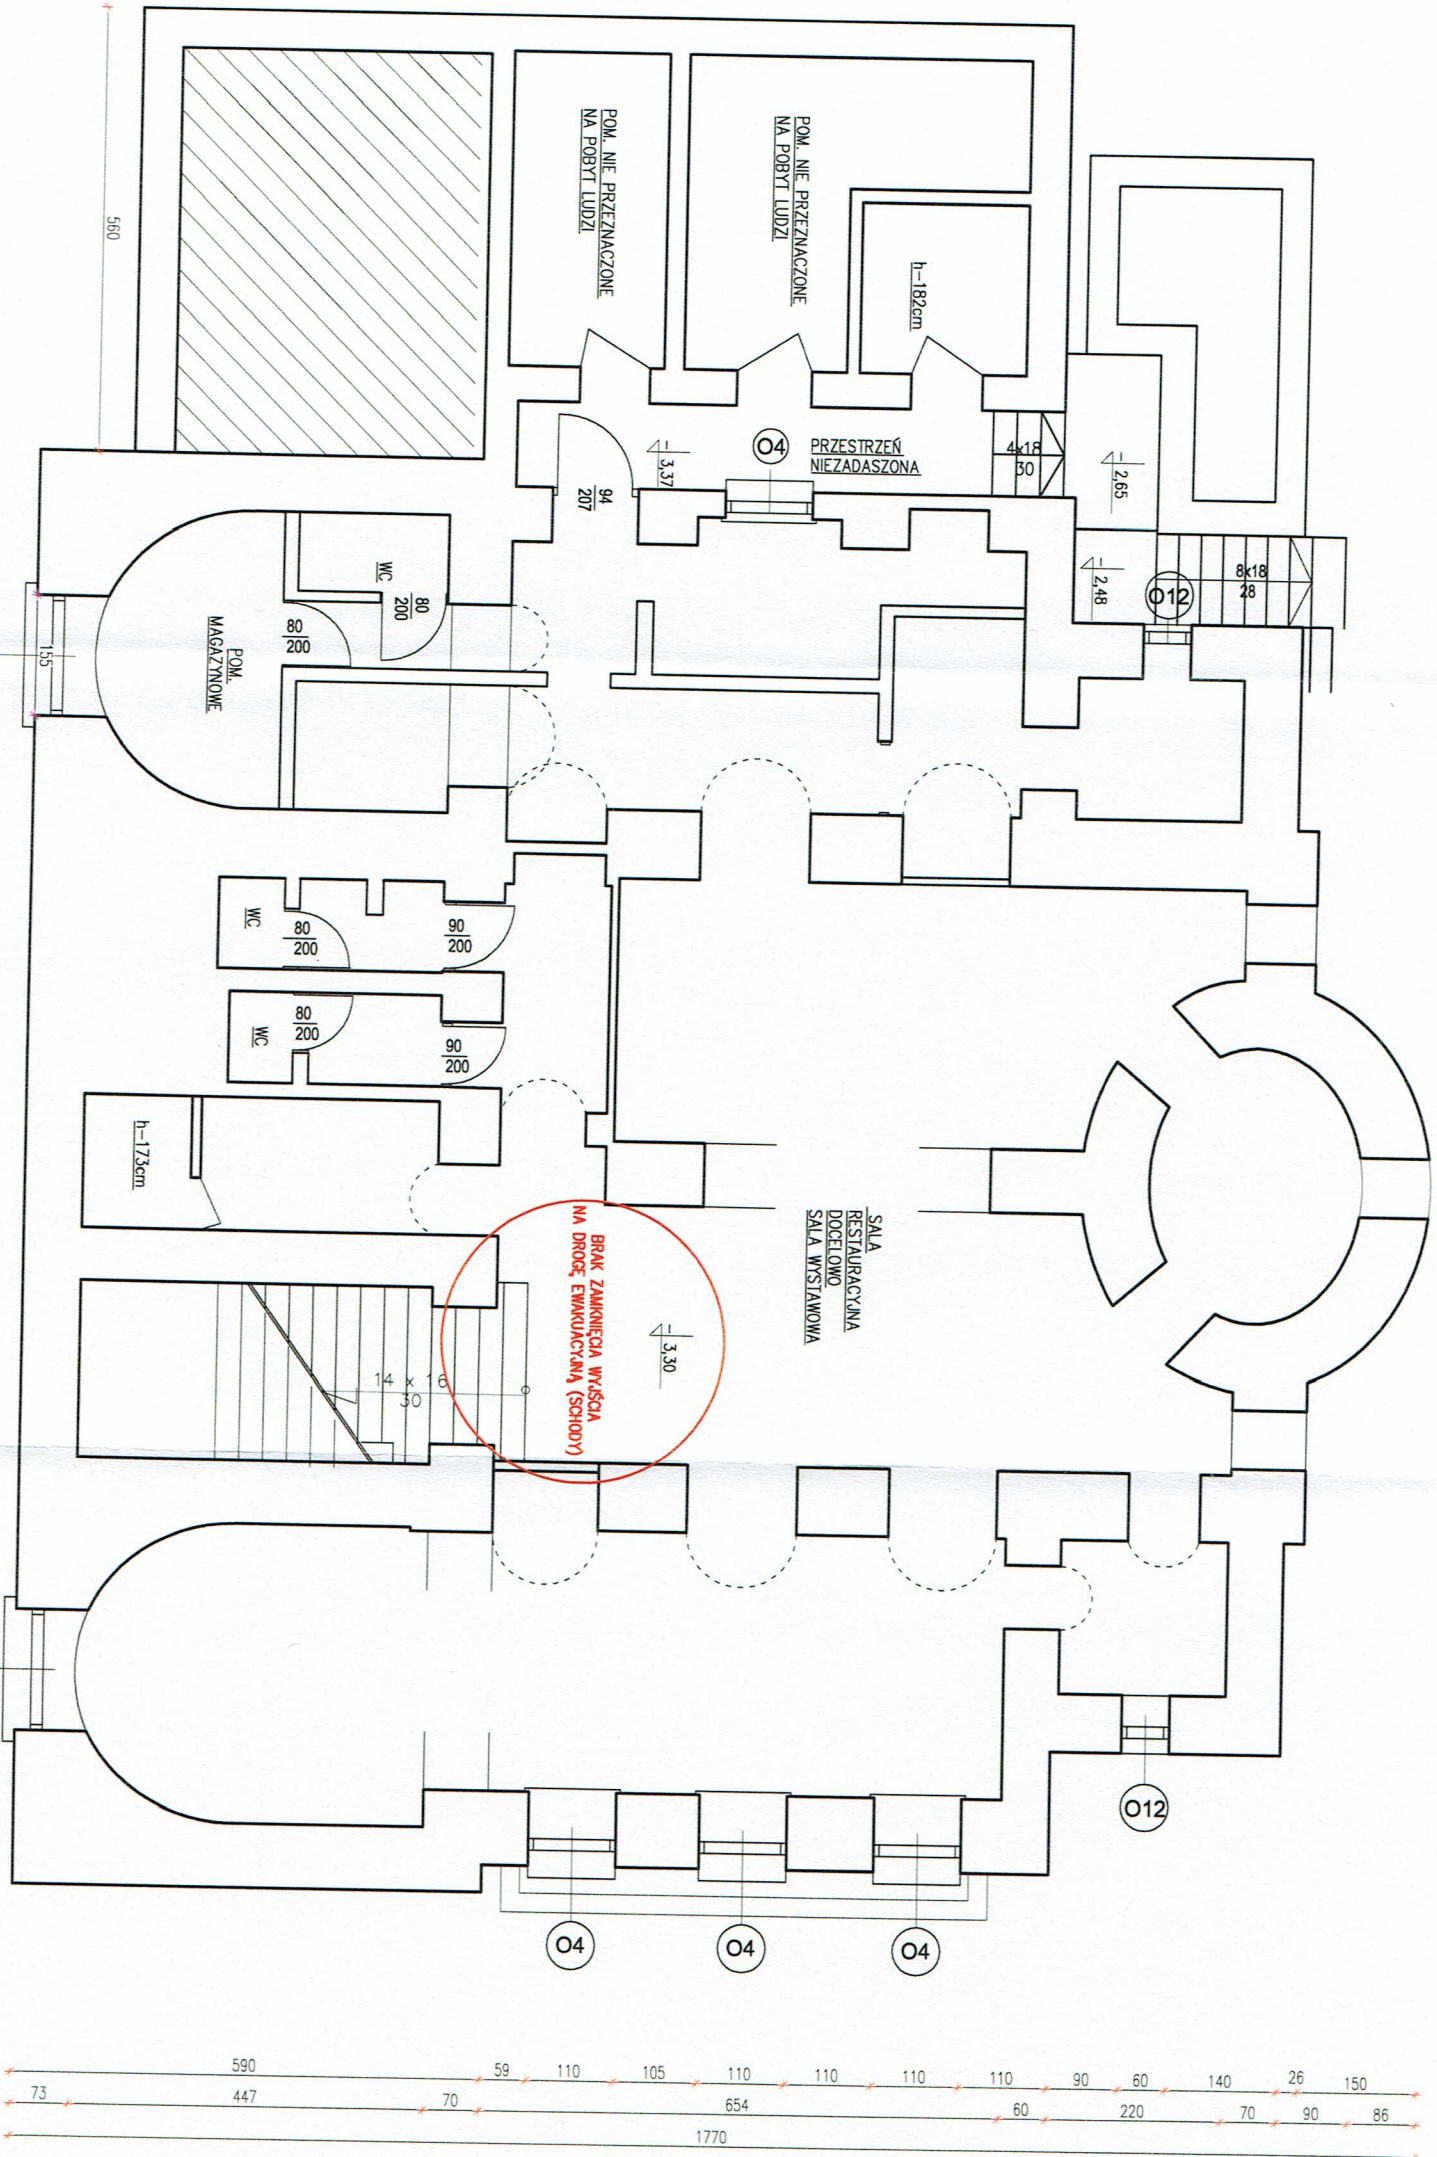 560
POM. NIE PRZEZNACZONE
NA POBYT LUDZI
POM. NIE PRZEZNACZONE
NA POBYT LUDZI
h-182cm
4x18
30
-2,65
O4
PRZESTRZEŃ
NIEZADASZONA
-3,37
94
207
-2,48
8x18
28
O12
WC
80
200
80
200
POM.
MAGAZYNOWE
155
WC
80
200
90
200
WC
80
200
90
200
h-173cm
SALA
RESTAURACYJNA
DOCELOWO
SALA WYSTAWOWA
BRAK ZAMKNIĘCIA WYJŚCIA
NA DROGĘ EWAKUACYJNĄ (SCHODY)
-3,30
14 x 16
30
O12
O4
O4
O4
590 59 110 105 110 110 110 110 90 60 140 26 150
73 447 70 654 60 220 70 90 86
1770